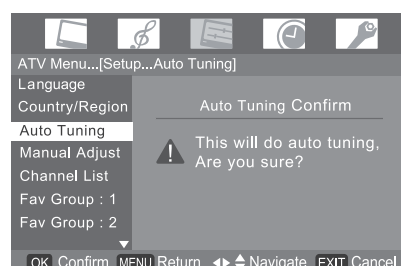 ATV Menu...[Setup...Auto Tuning]
Language
Country/Region
Auto Tuning
Manual Adjust
Channel List
Fav Group : 1
Fav Group : 2
Auto Tuning Confirm
This will do auto tuning,
Are you sure?
OK Confirm MENU Return Navigate EXIT Cancel